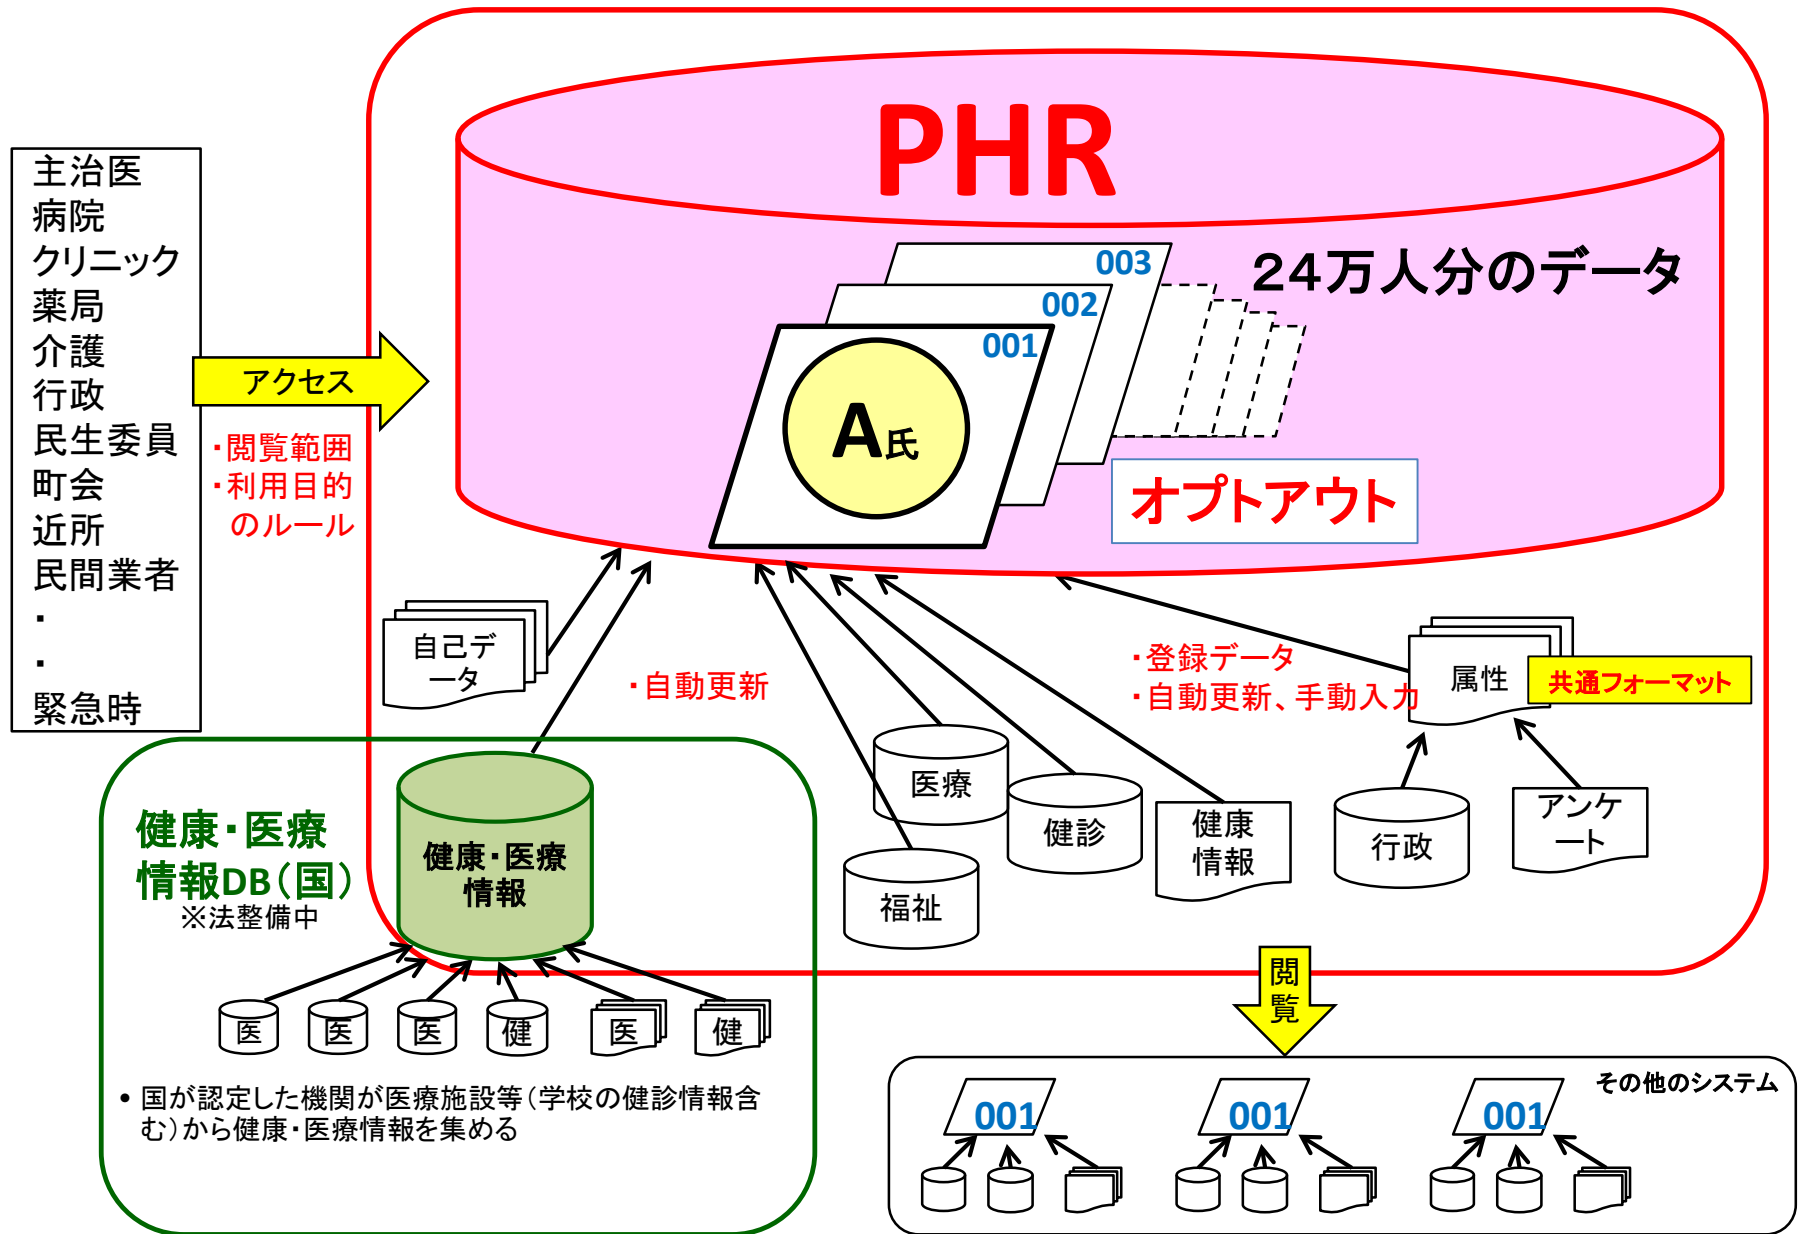 PHR
24万人分のデータ
003
002
001
A氏
オプトアウト
主治医
病院
クリニック
薬局
介護
行政
民生委員
町会
近所
民間業者
・
・
緊急時
アクセス
・閲覧範囲
・利用目的
のルール
自己デ
ータ
・自動更新
・登録データ
・自動更新、手動入力
属性
共通フォーマット
医療
健診
健康
情報
福祉
行政
アンケ
ート
健康・医療
情報DB(国)
※法整備中
健康・医療
情報
医
医
医
健
医
健
• 国が認定した機関が医療施設等(学校の健診情報含
む)から健康・医療情報を集める
閲
覧
その他のシステム
001
001
001